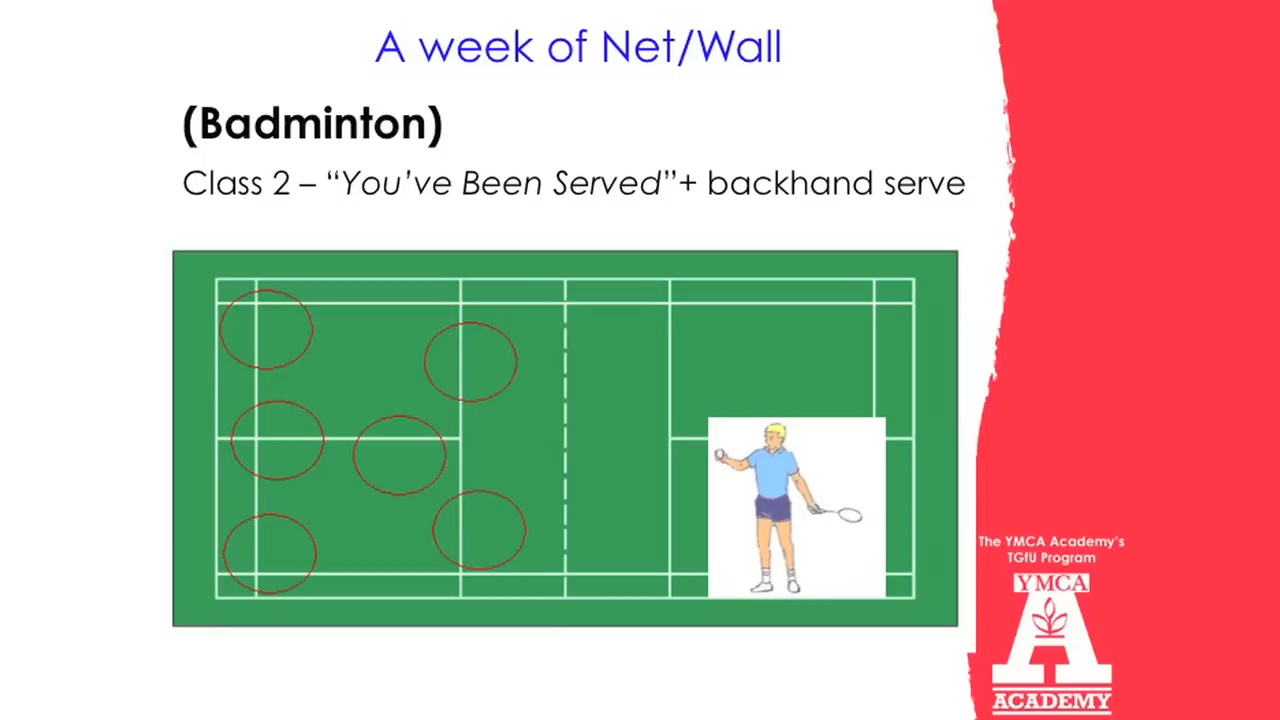 A week of Net/Wall
(Badminton)
Class 2 – “You’ve Been Served”+ backhand serve
The YMCA Academy’s
TGfU Program
YMCA
A
ACADEMY